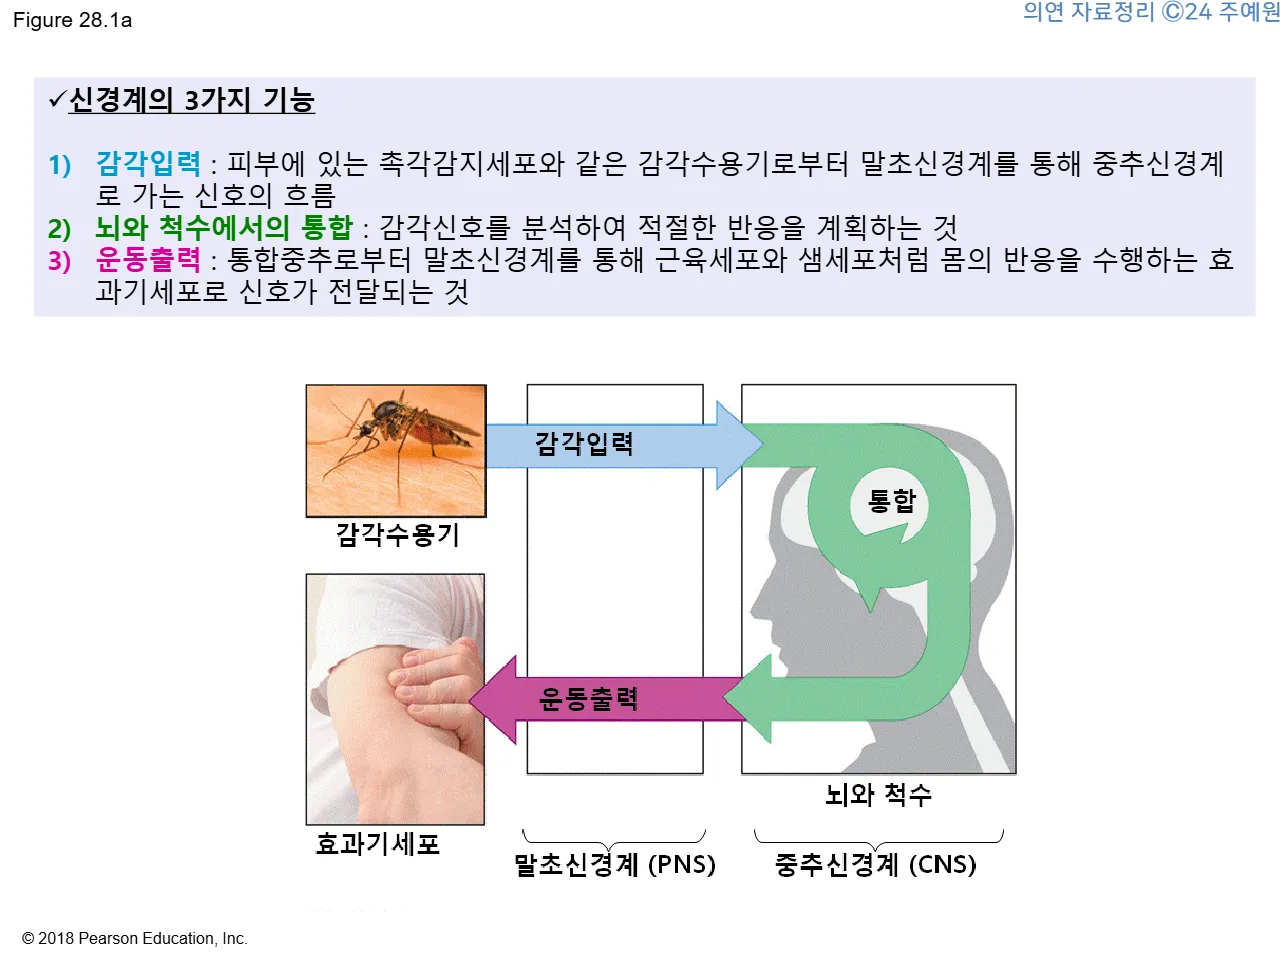 Figure 28.1a
의연 자료정리 ©24 주예원
✓신경계의 3가지 기능
1) 감각입력 : 피부에 있는 촉각감지세포와 같은 감각수용기로부터 말초신경계를 통해 중추신경계
로 가는 신호의 흐름
2) 뇌와 척수에서의 통합 : 감각신호를 분석하여 적절한 반응을 계획하는 것
3) 운동출력 : 통합중추로부터 말초신경계를 통해 근육세포와 샘세포처럼 몸의 반응을 수행하는 효
과기세포로 신호가 전달되는 것
감각입력
통합
감각수용기
운동출력
뇌와 척수
효과기세포
말초신경계 (PNS)
중추신경계 (CNS)
© 2018 Pearson Education, Inc.